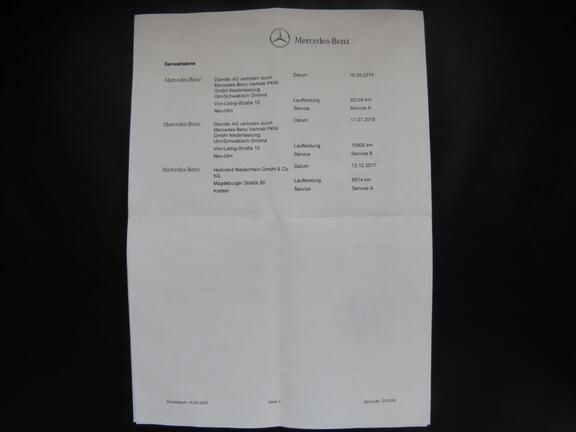 Mercedes-Benz
Servicehistorie
Mercedes-Benz Daimler AG vertreten durch Datum 16.09.2019
Mercedes-Benz Vertrieb PKW
GmbH Niederlassung
Ulm/Schwäbisch Gmünd
Von-Liebig-Straße 10 Laufleistung 30109 km
Neu-Ulm Service Service A
Mercedes-Benz Daimler AG vertreten durch Datum 17.07.2018
Mercedes-Benz Vertrieb PKW
GmbH Niederlassung
Ulm/Schwäbisch Gmünd Laufleistung 15905 km
Von-Liebig-Straße 10 Service Service B
Neu-Ulm
Mercedes-Benz Herbrand Niederrhein GmbH & Co. Datum 13.12.2017
KG Laufleistung 8974 km
Magdeburger Straße 80 Service Service A
Krefeld
Druckdatum: Seite 1